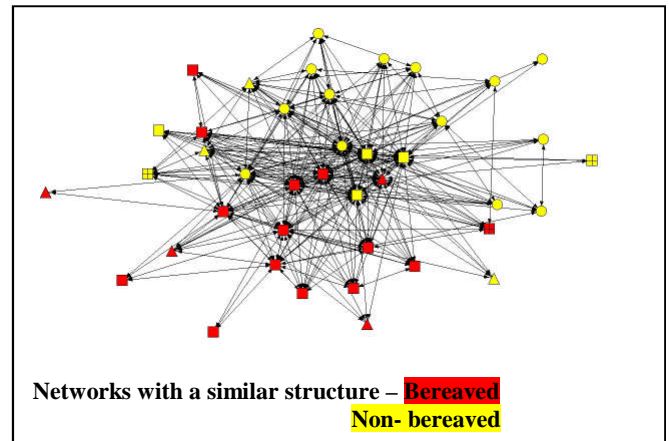 Networks with a similar structure – Bereaved
Non- bereaved